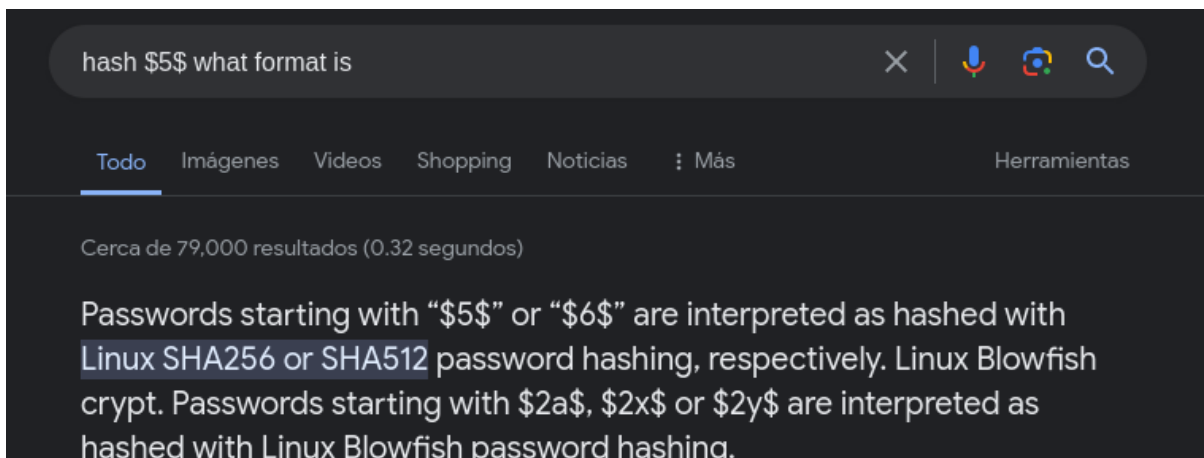 hash $5$ what format is
Todo Imágenes Videos Shopping Noticias Más Herramientas
Cerca de 79,000 resultados (0.32 segundos)
Passwords starting with “$5$” or “$6$” are interpreted as hashed with
Linux SHA256 or SHA512 password hashing, respectively. Linux Blowfish
crypt. Passwords starting with $2a$, $2x$ or $2y$ are interpreted as
hashed with Linux Blowfish password hashing.